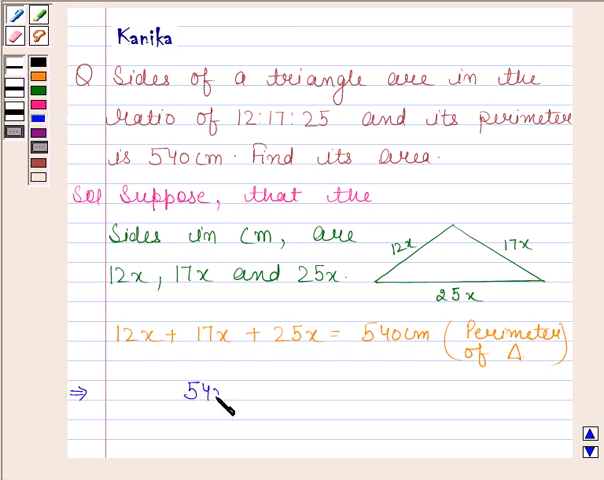 Kanika
Q Sides of a triangle are in the
ratio of 12:17:25 and its perimeter
is 540cm. Find its area.
Sol Suppose, that the
Sides in cm, are
12x, 17x and 25x.
12x
17x
25x
12x + 17x + 25x = 540cm (Perimeter
of Δ)
⇒ 54